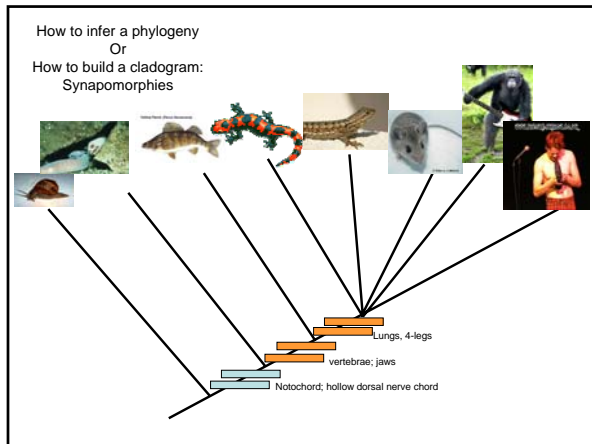 How to infer a phylogeny
Or
How to build a cladogram:
Synapomorphies
Lungs, 4-legs
vertebrae; jaws
Notochord; hollow dorsal nerve chord